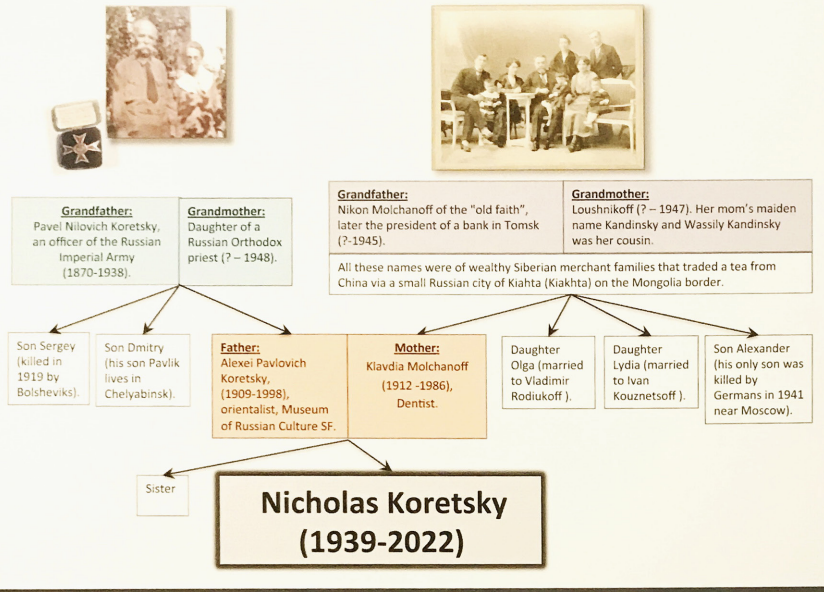 Grandfather:
Pavel Nilovich Koretsky,
an officer of the Russian
Imperial Army
(1870-1938).
Grandmother:
Daughter of a
Russian Orthodox
priest (? – 1948).
Grandfather:
Nikon Molchanoff of the "old faith",
later the president of a bank in Tomsk
(?-1945).
Grandmother:
Loushnikoff (? – 1947). Her mom's maiden
name Kandinsky and Wassily Kandinsky
was her cousin.
All these names were of wealthy Siberian merchant families that traded a tea from
China via a small Russian city of Kiahta (Kiakhta) on the Mongolia border.
Son Sergey
(killed in
1919 by
Bolsheviks).
Son Dmitry
(his son Pavlik
lives in
Chelyabinsk).
Father:
Alexei Pavlovich
Koretsky,
(1909-1998),
orientalist, Museum
of Russian Culture SF.
Mother:
Klavdia Molchanoff
(1912 -1986),
Dentist.
Daughter
Olga (married
to Vladimir
Rodiukoff ).
Daughter
Lydia (married
to Ivan
Kouznetsoff ).
Son Alexander
(his only son was
killed by
Germans in 1941
near Moscow).
Sister
Nicholas Koretsky
(1939-2022)